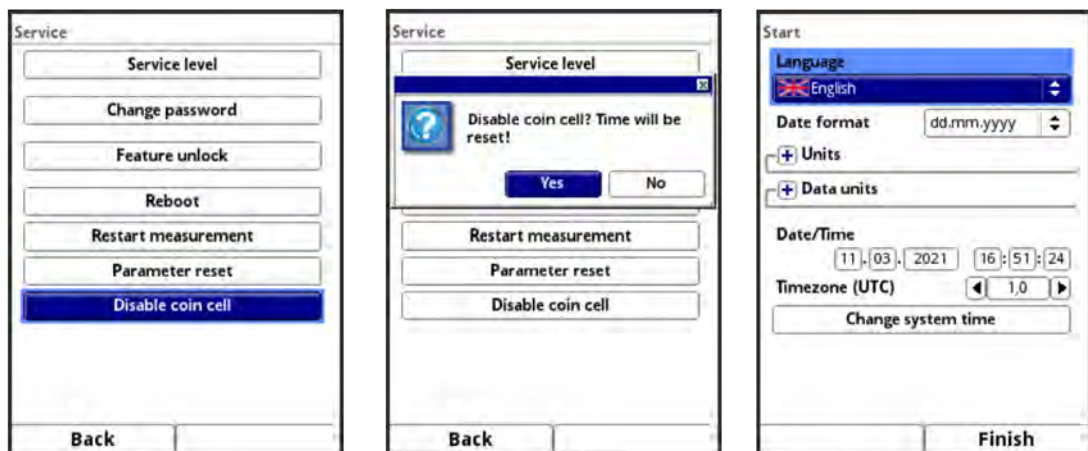 Service
Service level
Change password
Feature unlock
Reboot
Restart measurement
Parameter reset
Disable coin cell
Back
Service
Service level
Disable coin cell? Time will be
reset!
Yes No
Restart measurement
Parameter reset
Disable coin cell
Back
Start
Language
English
Date format dd.mm.yyyy
+ Units
+ Data units
Date/Time
11 . 03 . 2021 16 : 51 : 24
Timezone (UTC) 1,0
Change system time
Finish